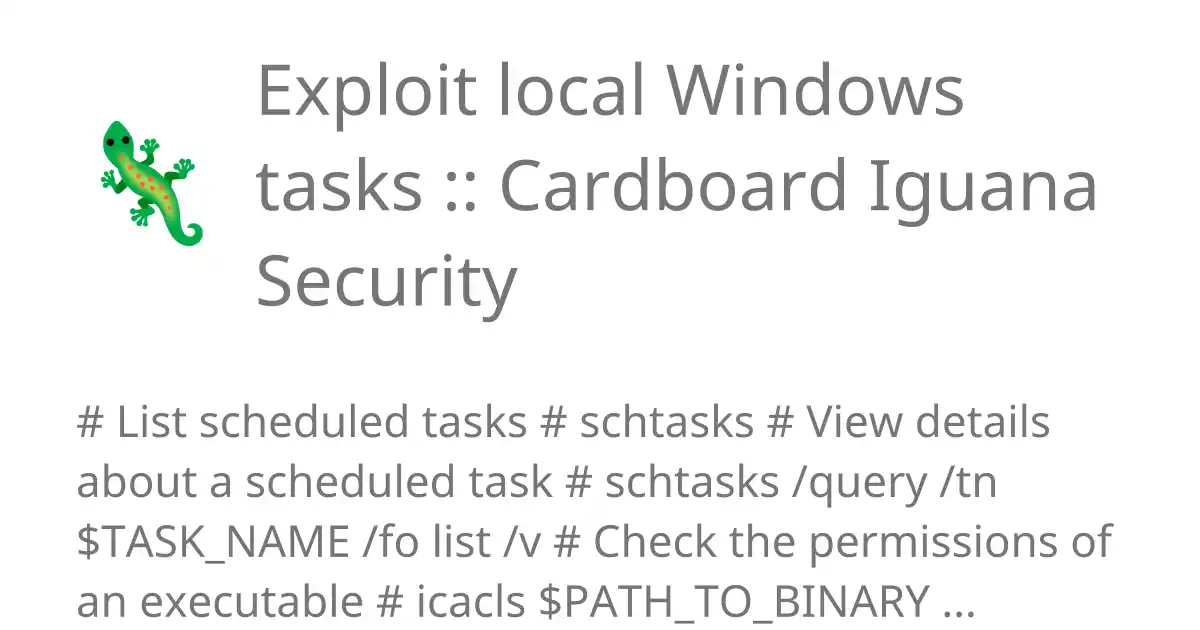 Exploit local Windows
tasks :: Cardboard Iguana
Security
# List scheduled tasks # schtasks # View details
about a scheduled task # schtasks /query /tn
$TASK_NAME /fo list /v # Check the permissions of
an executable # icacls $PATH_TO_BINARY ...